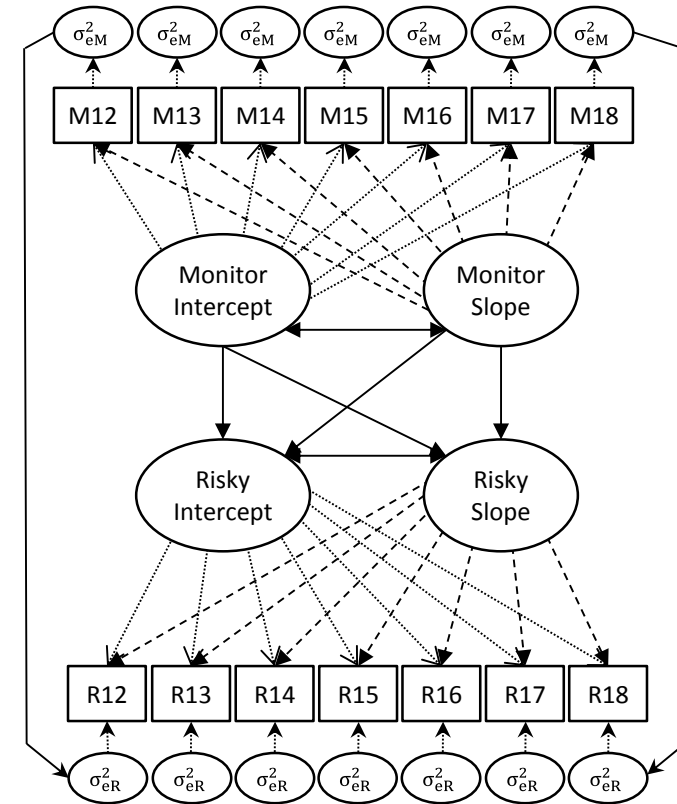 σ²eM σ²eM σ²eM σ²eM σ²eM σ²eM σ²eM
M12 M13 M14 M15 M16 M17 M18
Monitor
Intercept
Monitor
Slope
Risky
Intercept
Risky
Slope
R12 R13 R14 R15 R16 R17 R18
σ²eR σ²eR σ²eR σ²eR σ²eR σ²eR σ²eR